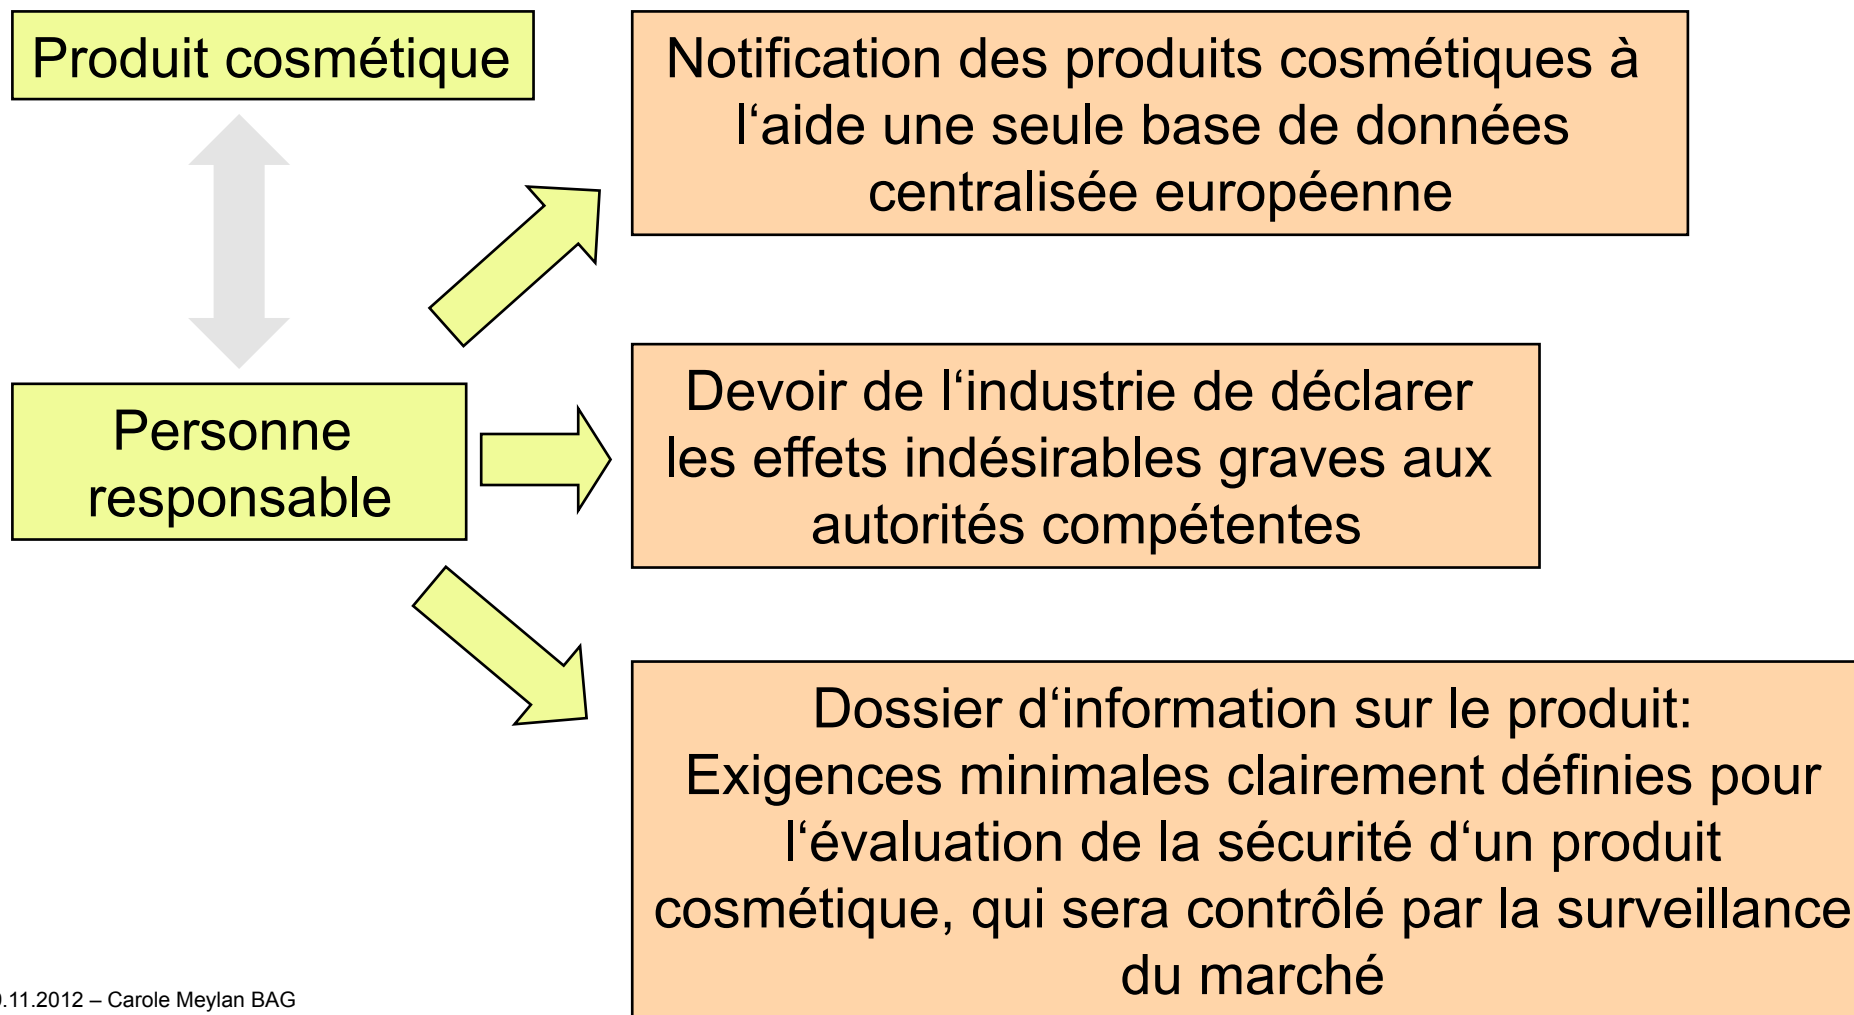 Produit cosmétique
Notification des produits cosmétiques à
l‘aide une seule base de données
centralisée européenne
Personne
responsable
Devoir de l‘industrie de déclarer
les effets indésirables graves aux
autorités compétentes
Dossier d‘information sur le produit:
Exigences minimales clairement définies pour
l‘évaluation de la sécurité d‘un produit
cosmétique, qui sera contrôlé par la surveillance
du marché
.11.2012 – Carole Meylan BAG